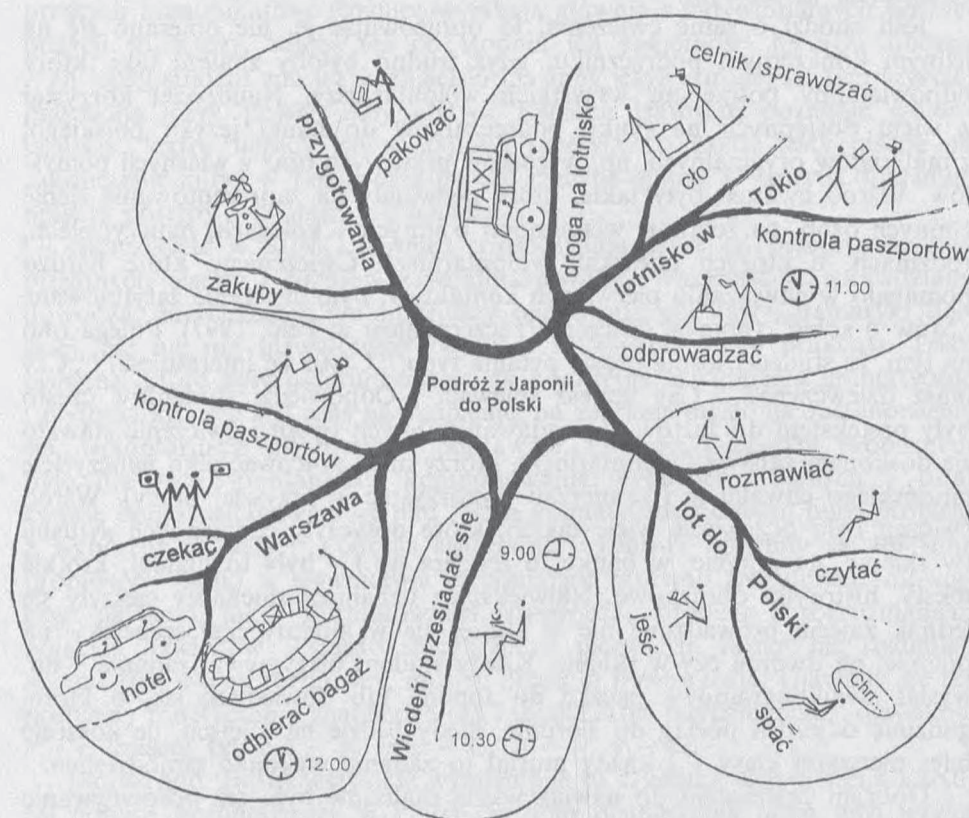 Podróż z Japonii
do Polski
przygotowania
pakować
zakupy
TAXI
droga na lotnisko
lotnisko w Tokio
celnik/sprawdzać
cło
kontrola paszportów
11.00
odprowadzać
lot do Polski
rozmawiać
czytać
spać
Chrr...
jeść
Wiedeń/przesiadać się
9.00
10.30
Warszawa
kontrola paszportów
czekać
hotel
odbierać bagaż
12.00